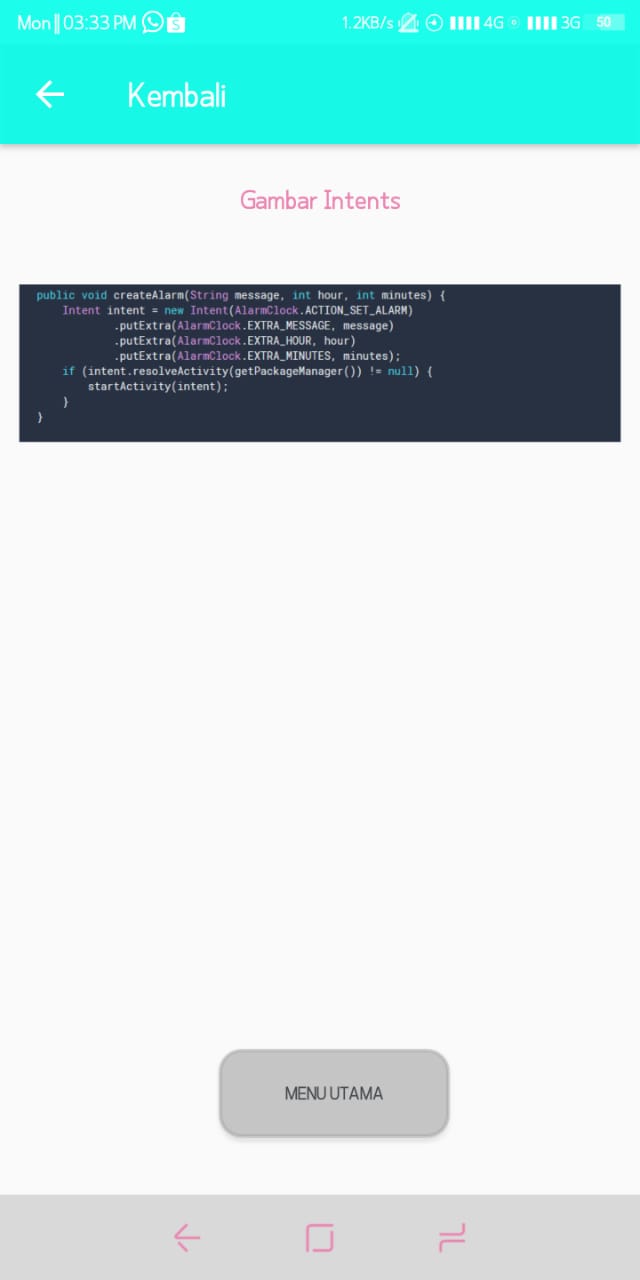 Mon 03:33 PM 1.2KB/s 4G 3G 50
Kembali
Gambar Intents
public void createAlarm(String message, int hour, int minutes) {
    Intent intent = new Intent(AlarmClock.ACTION_SET_ALARM)
            .putExtra(AlarmClock.EXTRA_MESSAGE, message)
            .putExtra(AlarmClock.EXTRA_HOUR, hour)
            .putExtra(AlarmClock.EXTRA_MINUTES, minutes);
    if (intent.resolveActivity(getPackageManager()) != null) {
        startActivity(intent);
    }
}
MENU UTAMA